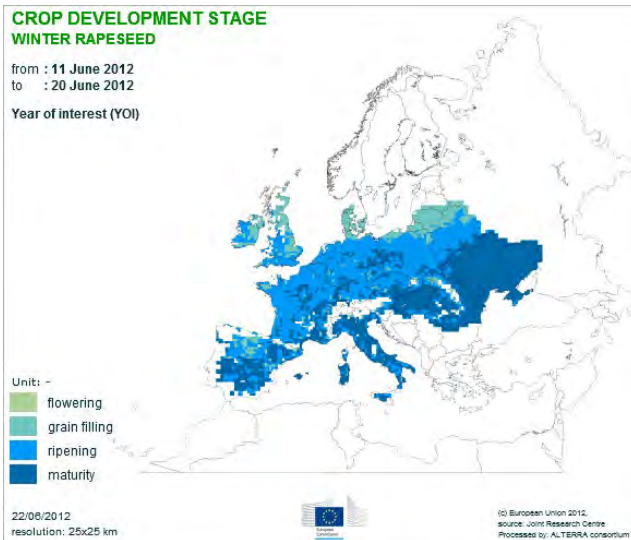 CROP DEVELOPMENT STAGE
WINTER RAPESEED
from : 11 June 2012
to : 20 June 2012
Year of interest (YOI)
Unit: -
flowering
grain filling
ripening
maturity
22/06/2012
resolution: 25x25 km
European
Commission
(c) European Union 2012,
source: Joint Research Centre
Processed by: ALTERRA consortium